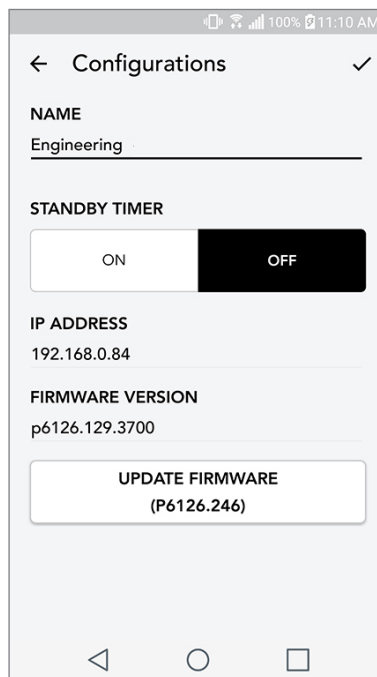 100% 11:10 AM
Configurations
NAME
Engineering
STANDBY TIMER
ON OFF
IP ADDRESS
192.168.0.84
FIRMWARE VERSION
p6126.129.3700
UPDATE FIRMWARE
(P6126.246)